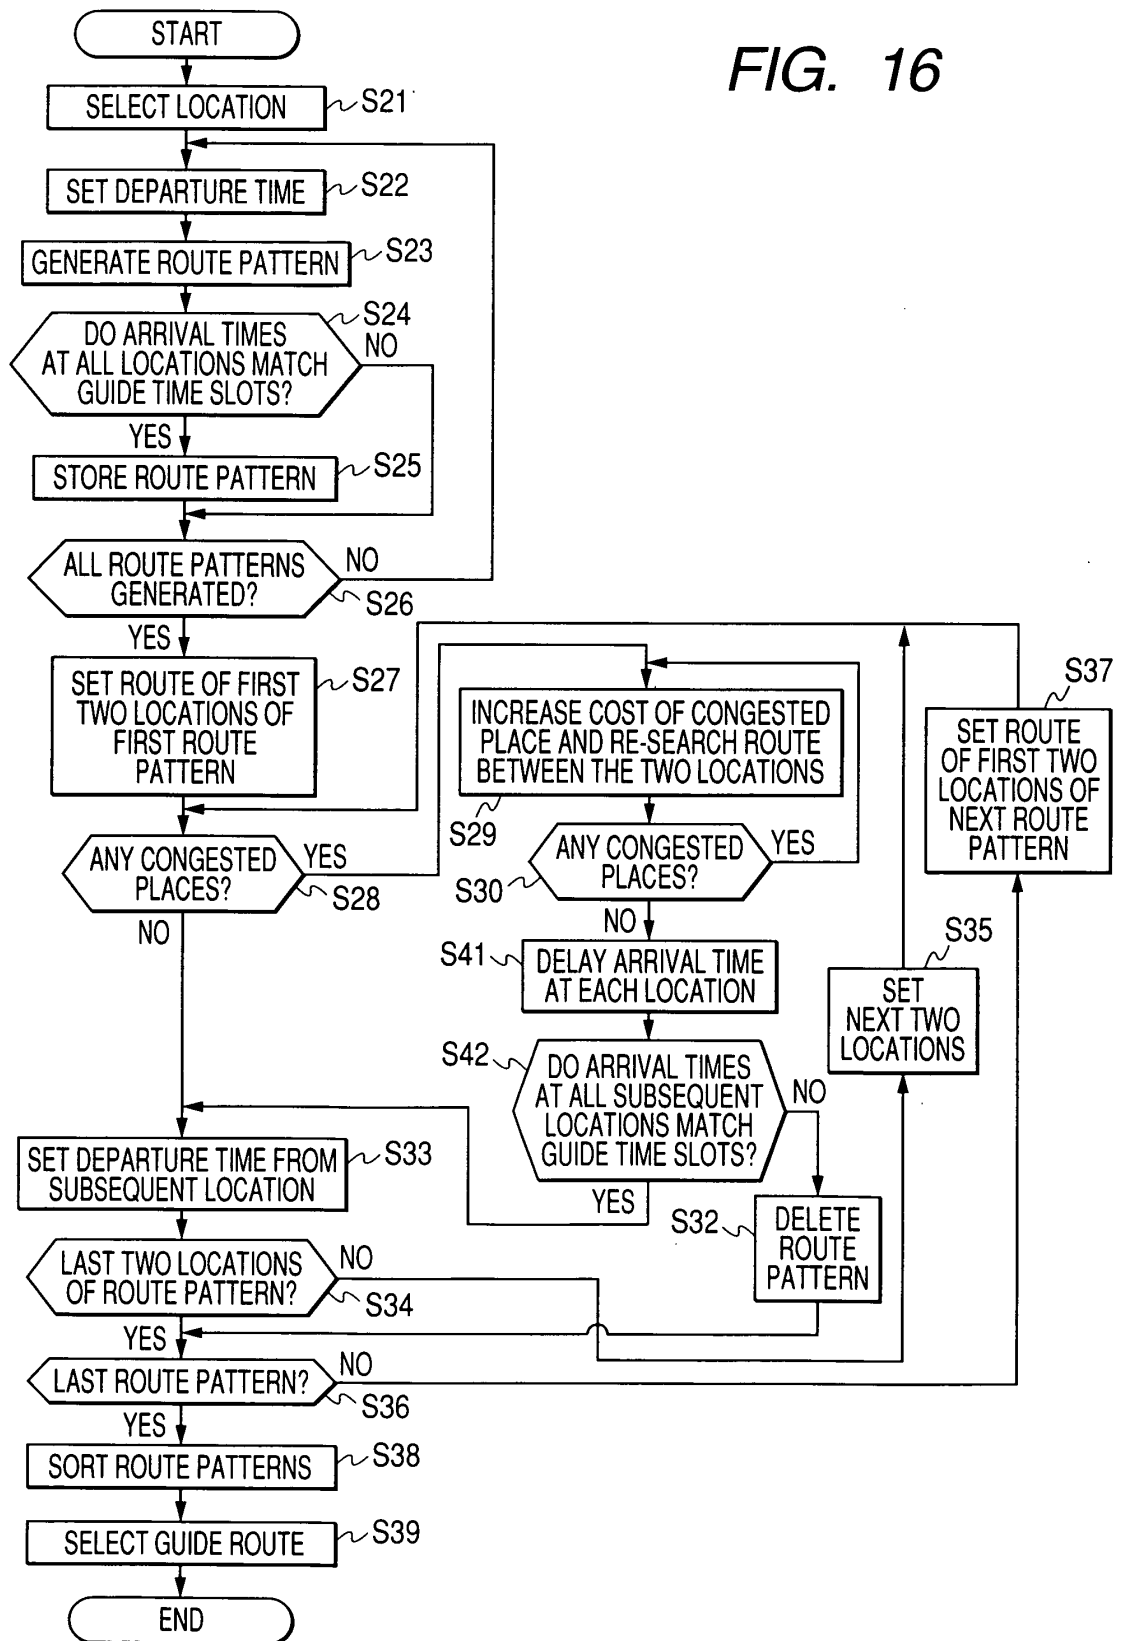 FIG. 16
START
SELECT LOCATION
S21
SET DEPARTURE TIME
S22
GENERATE ROUTE PATTERN
S23
S24
DO ARRIVAL TIMES
AT ALL LOCATIONS MATCH
GUIDE TIME SLOTS?
NO
YES
STORE ROUTE PATTERN
S25
ALL ROUTE PATTERNS
GENERATED?
NO
S26
YES
SET ROUTE OF FIRST
TWO LOCATIONS OF
FIRST ROUTE
PATTERN
S27
ANY CONGESTED
PLACES?
YES
S28
NO
INCREASE COST OF CONGESTED
PLACE AND RE-SEARCH ROUTE
BETWEEN THE TWO LOCATIONS
S29
ANY CONGESTED
PLACES?
YES
S30
NO
S41
DELAY ARRIVAL TIME
AT EACH LOCATION
S42
DO ARRIVAL TIMES
AT ALL SUBSEQUENT
LOCATIONS MATCH
GUIDE TIME SLOTS?
NO
YES
S32
DELETE
ROUTE
PATTERN
S35
SET
NEXT TWO
LOCATIONS
S37
SET ROUTE
OF FIRST TWO
LOCATIONS OF
NEXT ROUTE
PATTERN
SET DEPARTURE TIME FROM
SUBSEQUENT LOCATION
S33
LAST TWO LOCATIONS
OF ROUTE PATTERN?
NO
S34
YES
LAST ROUTE PATTERN?
NO
S36
YES
SORT ROUTE PATTERNS
S38
SELECT GUIDE ROUTE
S39
END